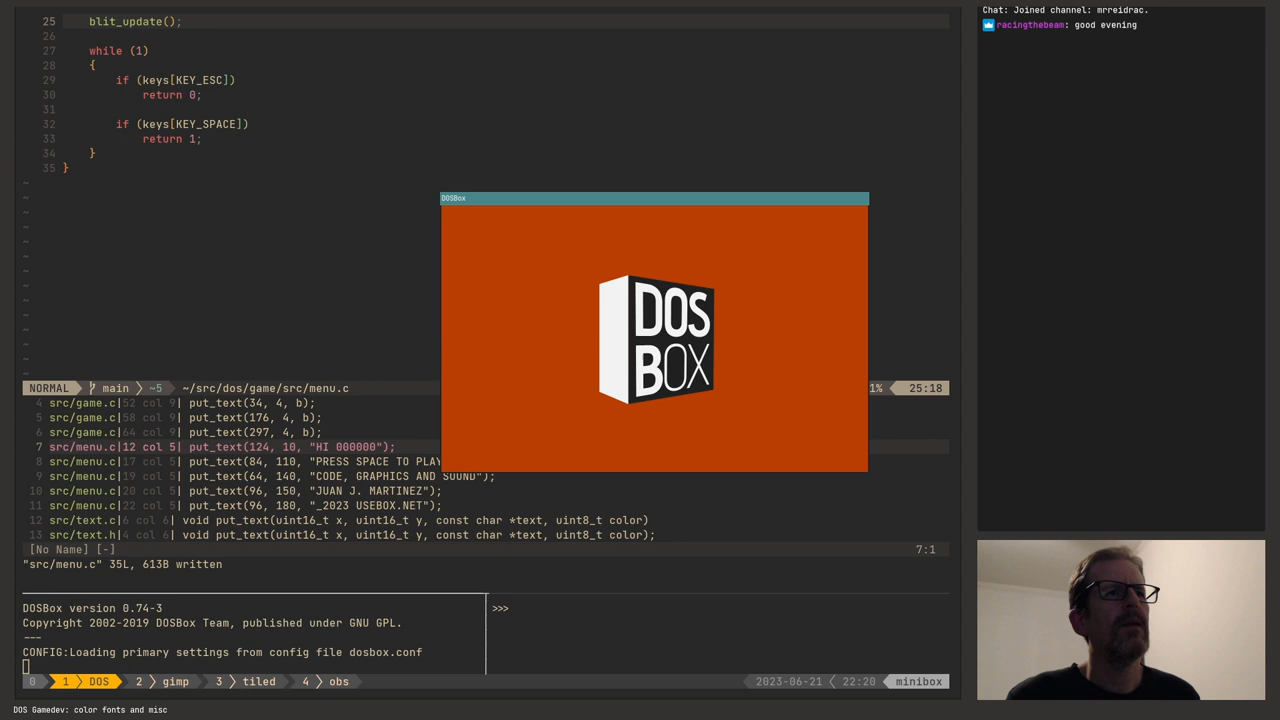 25     blit_update();
26
27     while (1)
28     {
29         if (keys[KEY_ESC])
30             return 0;
31
32         if (keys[KEY_SPACE])
33             return 1;
34     }
35 }
~
~
~
~
~
~
~
~
~
~
~
~
~
~
NORMAL main ~5 ~/src/dos/game/src/menu.c 1% 25:18
4 src/game.c|52 col 9| put_text(34, 4, b);
5 src/game.c|58 col 9| put_text(176, 4, b);
6 src/game.c|64 col 9| put_text(297, 4, b);
7 src/menu.c|12 col 5| put_text(124, 10, "HI 000000");
8 src/menu.c|17 col 5| put_text(84, 110, "PRESS SPACE TO PLAY
9 src/menu.c|19 col 5| put_text(64, 140, "CODE, GRAPHICS AND SOUND");
10 src/menu.c|20 col 5| put_text(96, 150, "JUAN J. MARTINEZ");
11 src/menu.c|22 col 5| put_text(96, 180, "_2023 USEBOX.NET");
12 src/text.c|6 col 6| void put_text(uint16_t x, uint16_t y, const char *text, uint8_t color)
13 src/text.h|4 col 6| void put_text(uint16_t x, uint16_t y, const char *text, uint8_t color);
[No Name] [-] 7:1
"src/menu.c" 35L, 613B written
DOSBox
DOS
BOX
DOSBox version 0.74-3
Copyright 2002-2019 DOSBox Team, published under GNU GPL.
---
CONFIG:Loading primary settings from config file dosbox.conf
>>>
0 1 DOS 2 gimp 3 tiled 4 obs 2023-06-21 22:20 minibox
DOS Gamedev: color fonts and misc
Chat: Joined channel: mrreidrac.
racingthebeam: good evening